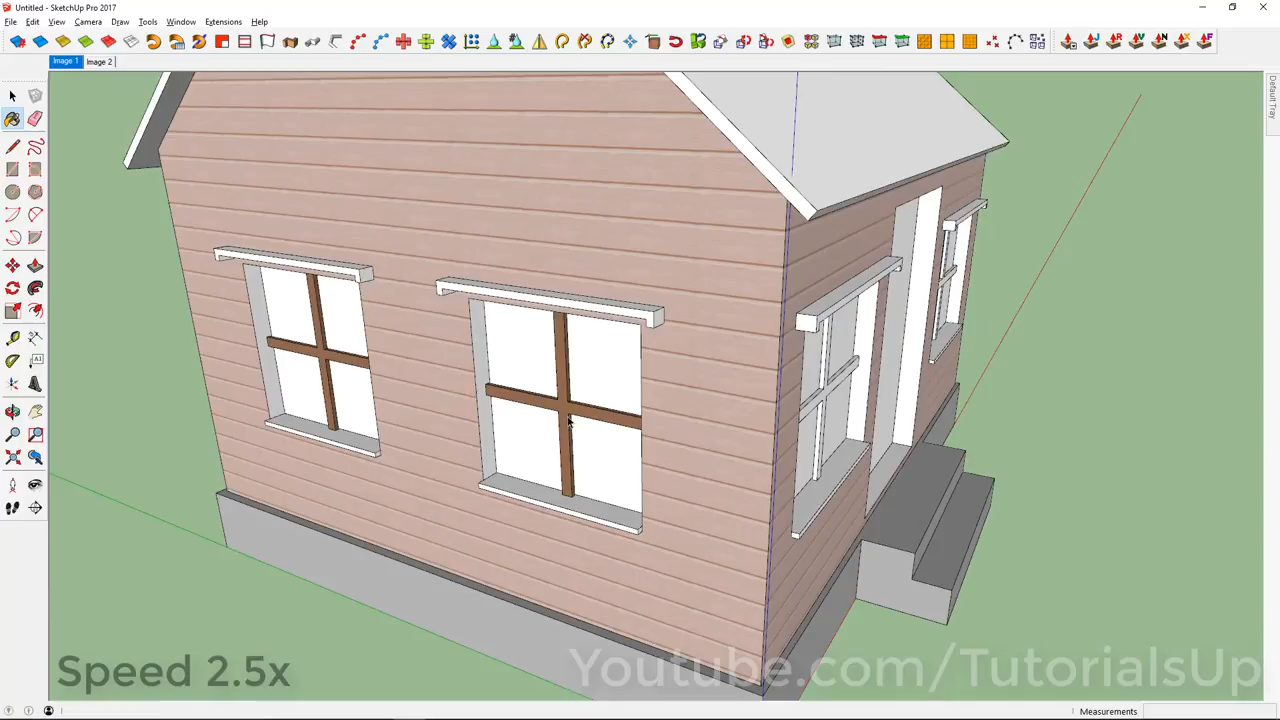 Untitled - SketchUp Pro 2017
File Edit View Camera Draw Tools Window Extensions Help
Image 1 Image 2
Default Tray
Speed 2.5x
Youtube.com/TutorialsUp
Measurements